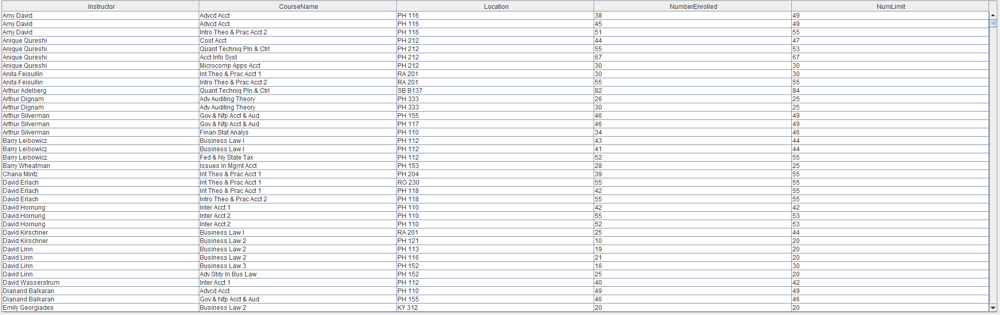 Instructor CourseName Location NumberEnrolled NumLimit
Amy David Advcd Acct PH 116 38 49
Amy David Advcd Acct PH 116 45 49
Amy David Intro Theo & Prac Acct 2 PH 116 51 55
Anique Qureshi Cost Acct PH 212 44 47
Anique Qureshi Quant Techniq Pln & Ctrl PH 212 55 53
Anique Qureshi Acct Info Syst PH 212 67 67
Anique Qureshi Microcomp Apps Acct PH 212 30 30
Anita Feisullin Int Theo & Prac Acct 1 RA 201 30 30
Anita Feisullin Intro Theo & Prac Acct 2 RA 201 55 55
Arthur Adelberg Quant Techniq Pln & Ctrl SB B137 82 84
Arthur Dignam Adv Auditing Theory PH 333 26 25
Arthur Dignam Adv Auditing Theory PH 333 30 25
Arthur Silverman Gov & Nfp Acct & Aud PH 155 46 49
Arthur Silverman Gov & Nfp Acct & Aud PH 117 46 49
Arthur Silverman Finan Stat Analys PH 110 34 46
Barry Leibowicz Business Law I PH 112 43 44
Barry Leibowicz Business Law I PH 112 41 44
Barry Leibowicz Fed & Ny State Tax PH 112 52 55
Barry Wheatman Issues In Mgmt Acct PH 153 28 25
Chana Mintz Int Theo & Prac Acct 1 PH 204 39 55
David Erlach Int Theo & Prac Acct 1 RO 230 55 55
David Erlach Int Theo & Prac Acct 1 PH 118 42 55
David Erlach Intro Theo & Prac Acct 2 PH 118 55 55
David Hornung Inter Acct 1 PH 110 42 42
David Hornung Inter Acct 2 PH 110 55 53
David Hornung Inter Acct 2 PH 110 52 53
David Kirschner Business Law I RA 201 25 44
David Kirschner Business Law 2 PH 121 10 20
David Linn Business Law 2 PH 113 19 20
David Linn Business Law 2 PH 116 21 20
David Linn Business Law 3 PH 152 16 30
David Linn Adv Stdy In Bus Law PH 152 25 20
David Wasserstrum Inter Acct 1 PH 112 40 42
Dianand Balkaran Advcd Acct PH 110 49 49
Dianand Balkaran Gov & Nfp Acct & Aud PH 155 46 46
Emily Georgiades Business Law 2 KY 312 20 20